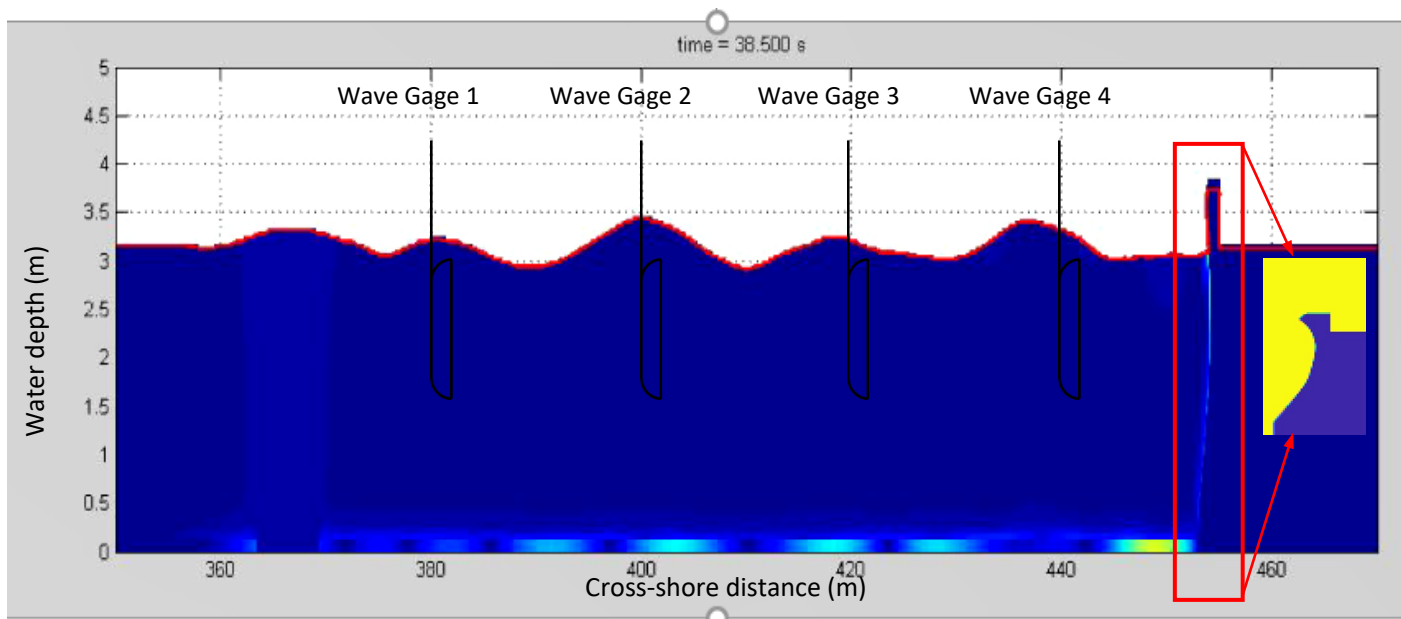 time = 38.500 s
5
4.5
4
3.5
3
2.5
2
1.5
1
0.5
0
Water depth (m)
Wave Gage 1
Wave Gage 2
Wave Gage 3
Wave Gage 4
360
380
400
420
440
460
Cross-shore distance (m)